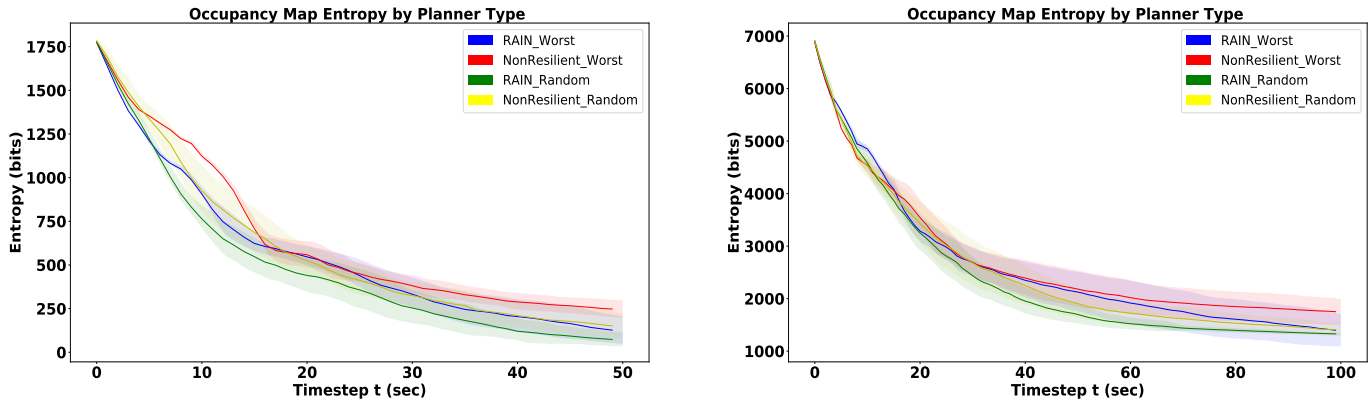 Occupancy Map Entropy by Planner Type
Entropy (bits)
1750
1500
1250
1000
750
500
250
0
RAIN_Worst
NonResilient_Worst
RAIN_Random
NonResilient_Random
0 10 20 30 40 50
Timestep t (sec)
Occupancy Map Entropy by Planner Type
Entropy (bits)
7000
6000
5000
4000
3000
2000
1000
RAIN_Worst
NonResilient_Worst
RAIN_Random
NonResilient_Random
0 20 40 60 80 100
Timestep t (sec)